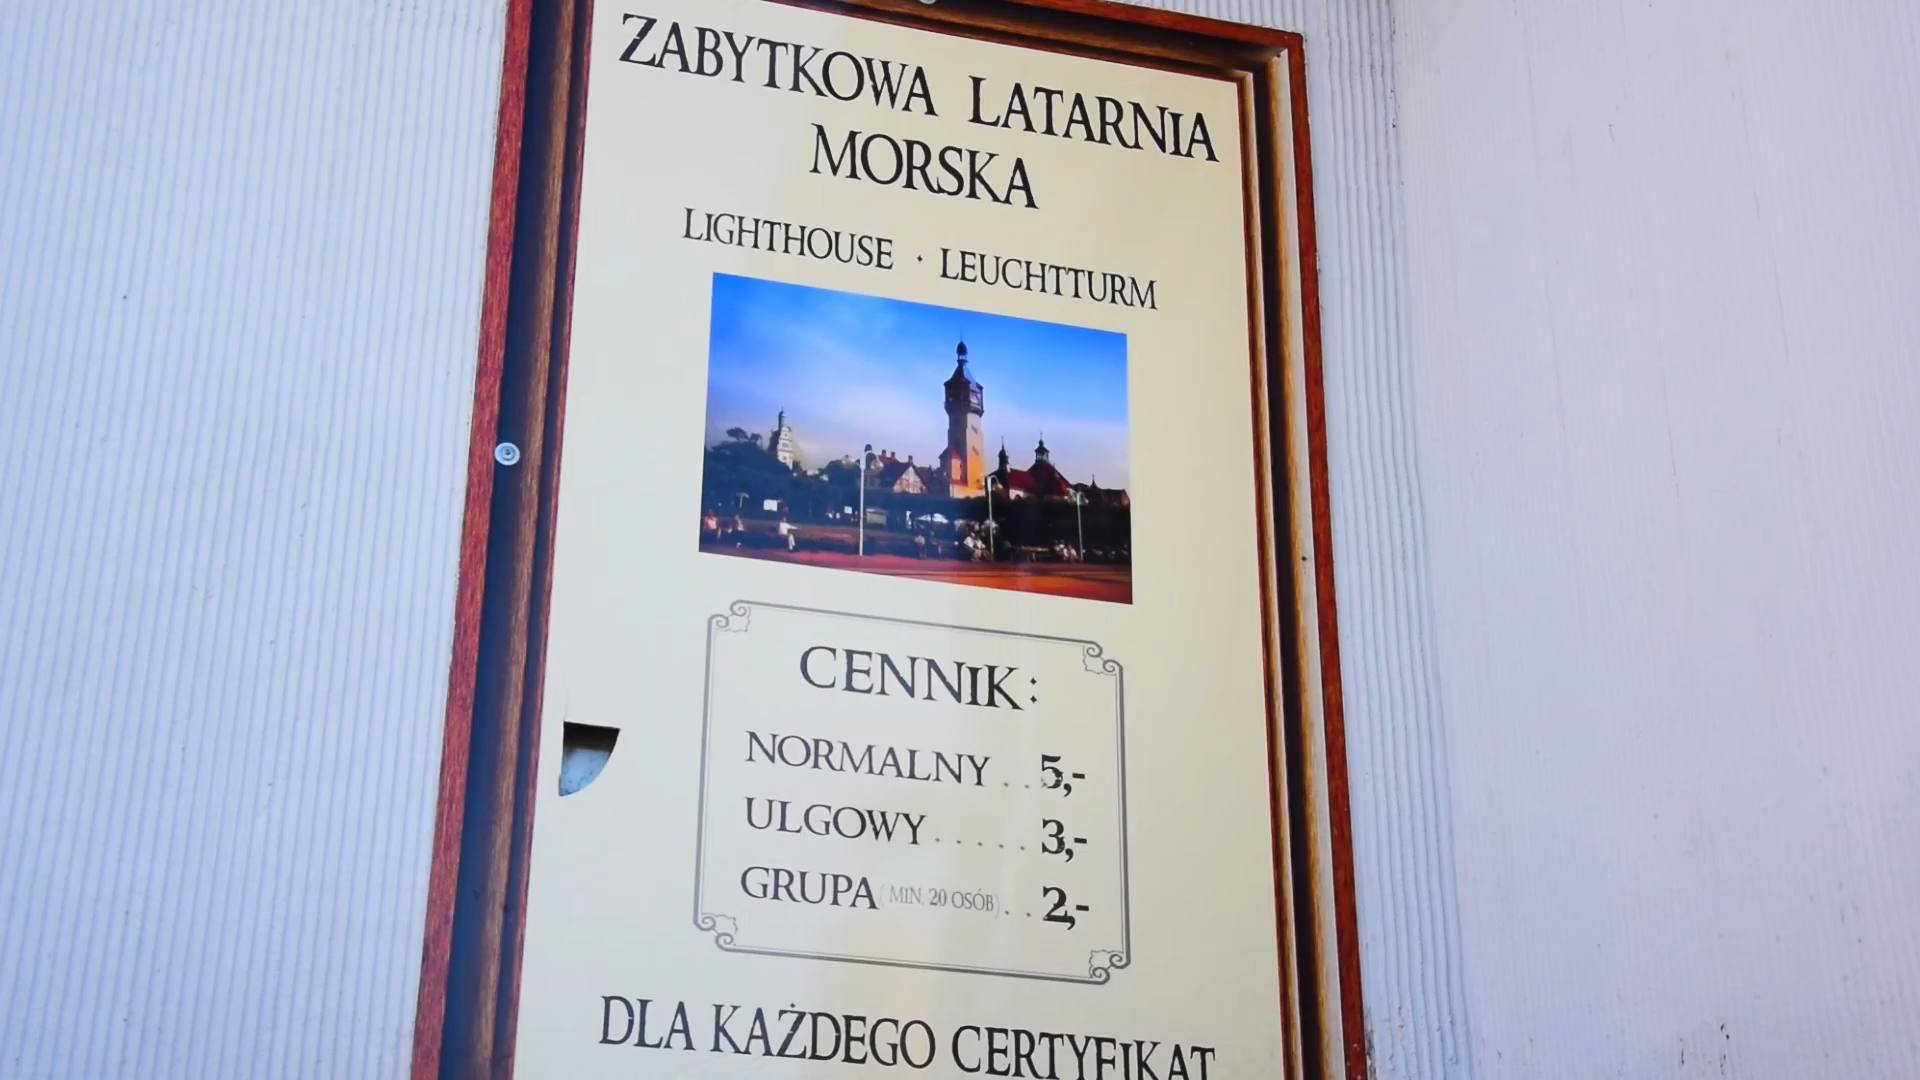 ZABYTKOWA LATARNIA
MORSKA
LIGHTHOUSE · LEUCHTTURM
CENNIK:
NORMALNY . . 5,-
ULGOWY . . . . . 3,-
GRUPA (MIN. 20 OSÓB) . . 2,-
DLA KAŻDEGO CERTYFIKAT